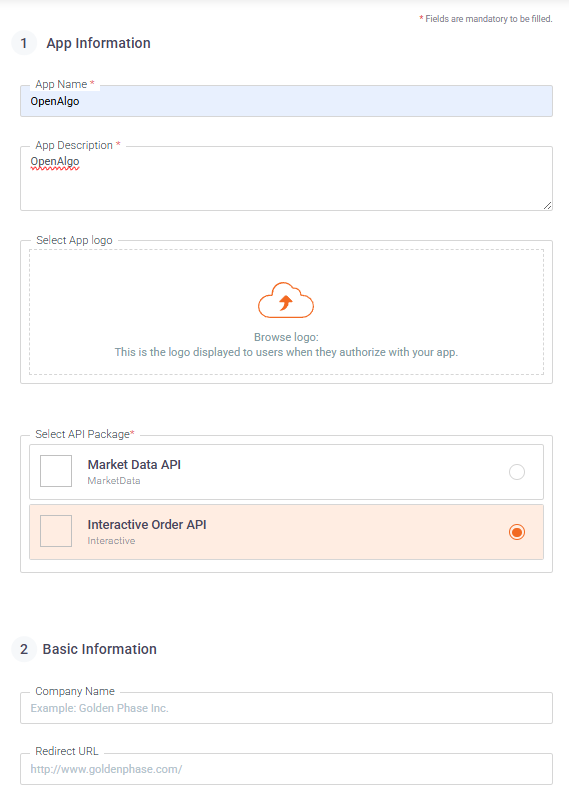 * Fields are mandatory to be filled.
1 App Information
App Name *
OpenAlgo
App Description *
OpenAlgo
Select App logo
Browse logo:
This is the logo displayed to users when they authorize with your app.
Select API Package*
Market Data API
MarketData
Interactive Order API
Interactive
2 Basic Information
Company Name
Example: Golden Phase Inc.
Redirect URL
http://www.goldenphase.com/